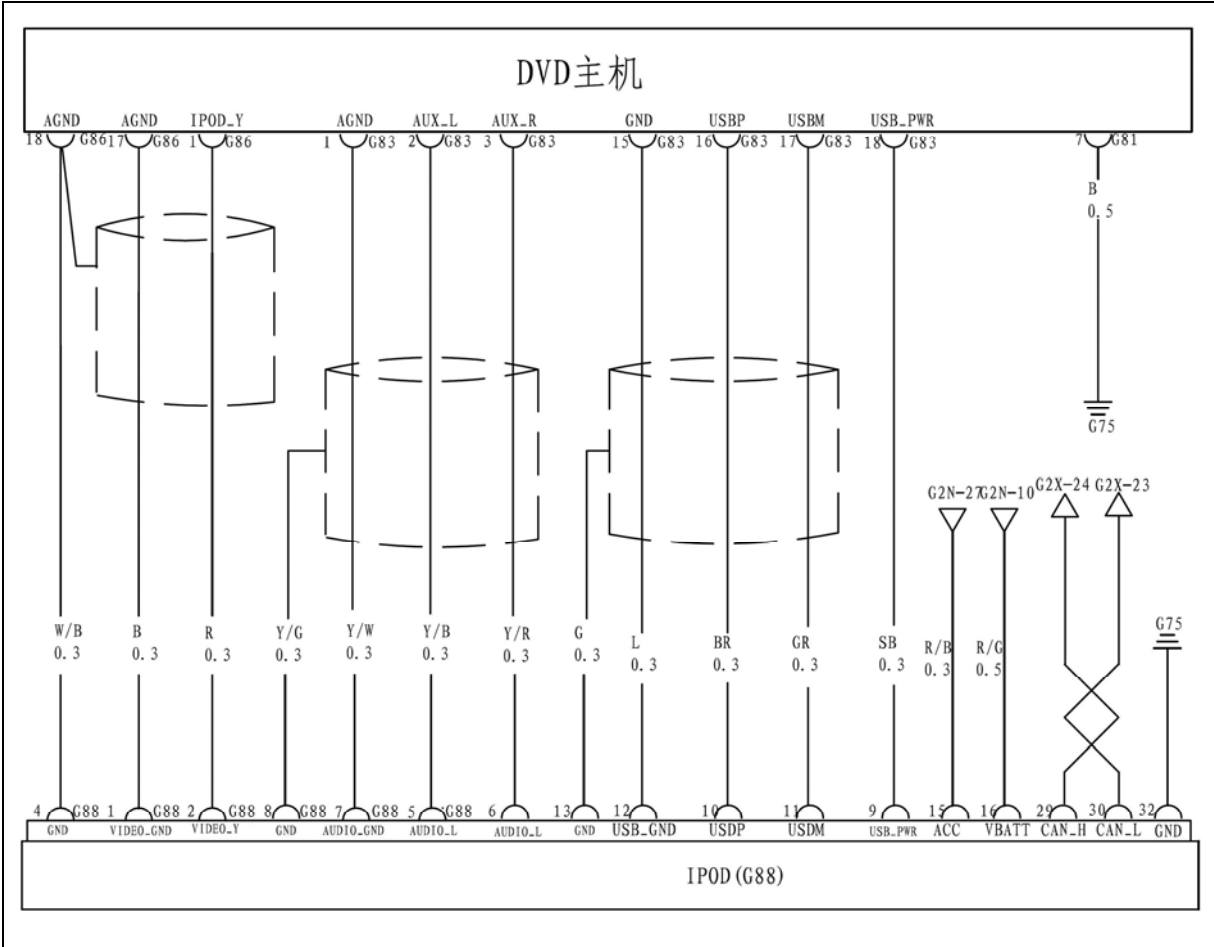 DVD主机
AGND AGND IPOD_Y AGND AUX_L AUX_R GND USBP USBM USB_PWR
18 G86 17 G86 1 G86 1 G83 2 G83 3 G83 15 G83 16 G83 17 G83 18 G83 7 G81
B
0.5
G75
G2N-27 G2N-10 G2X-24 G2X-23
G75
W/B B R Y/G Y/W Y/B Y/R G L BR GR SB R/B R/G
0.3 0.3 0.3 0.3 0.3 0.3 0.3 0.3 0.3 0.3 0.3 0.3 0.3 0.5
4 G88 1 G88 2 G88 8 G88 7 G88 5 G88 6 13 12 10 11 9 15 16 29 30 32
GND VIDEO_GND VIDEO_Y GND AUDIO_GND AUDIO_L AUDIO_L GND USB_GND USDP USDM USB_PWR ACC VBATT CAN_H CAN_L GND
IPOD(G88)